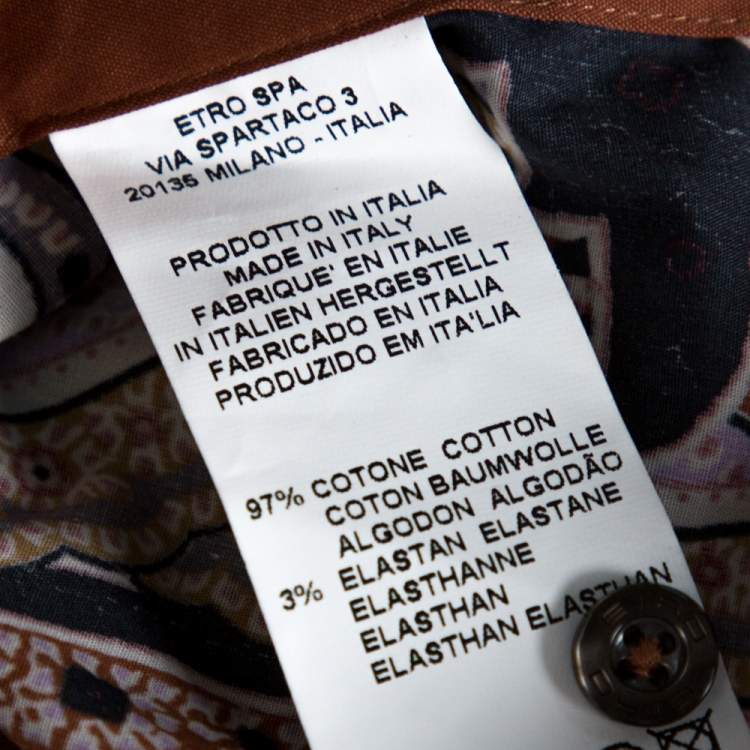 ETRO SPA
VIA SPARTACO 3
20135 MILANO - ITALIA
PRODOTTO IN ITALIA
MADE IN ITALY
FABRIQUE' EN ITALIE
IN ITALIEN HERGESTELLT
FABRICADO EN ITALIA
PRODUZIDO EM ITA'LIA
97% COTONE COTTON
COTON BAUMWOLLE
ALGODON ALGODÃO
3% ELASTAN ELASTANE
ELASTHANNE
ELASTHAN
ELASTHAN ELASTHAN